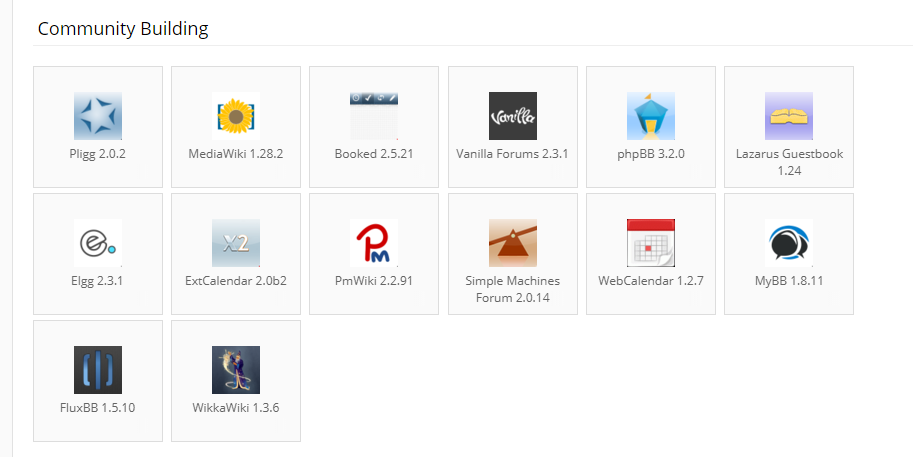 Community Building
Pligg 2.0.2
MediaWiki 1.28.2
Booked 2.5.21
Vanilla
Vanilla Forums 2.3.1
phpBB 3.2.0
Lazarus Guestbook
1.24
e
Elgg 2.3.1
X2
ExtCalendar 2.0b2
Pm
PmWiki 2.2.91
Simple Machines
Forum 2.0.14
WebCalendar 1.2.7
MyBB 1.8.11
FluxBB 1.5.10
WikkaWiki 1.3.6